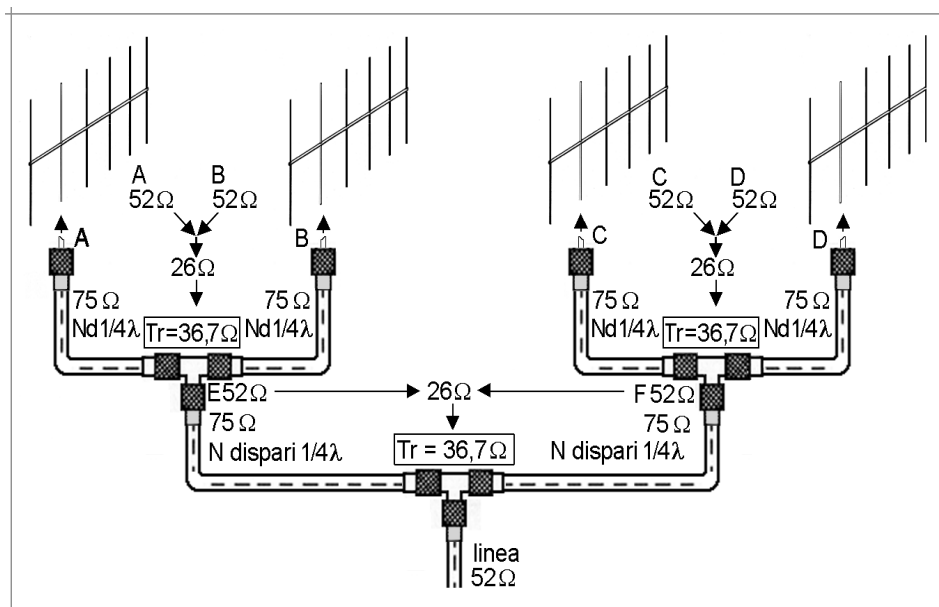 A B
52Ω 52Ω
C D
52Ω 52Ω
A B C D
26Ω 26Ω
75 Ω 75 Ω 75 Ω 75 Ω
Nd1/4λ Tr=36,7Ω Nd1/4λ Nd1/4λ Tr=36,7Ω Nd1/4λ
E52Ω 26Ω F52Ω
75 Ω 75 Ω
N dispari 1/4λ Tr = 36,7Ω N dispari 1/4λ
linea
52Ω